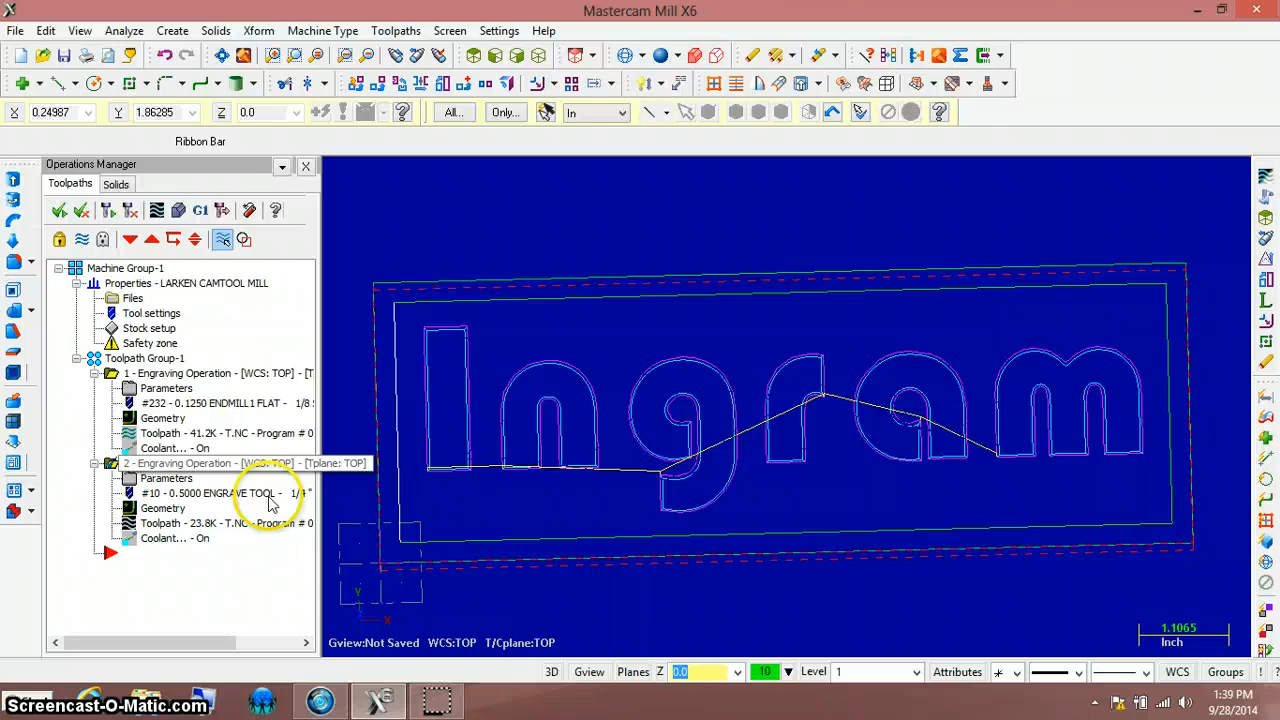 Mastercam Mill X6
File Edit View Analyze Create Solids Xform Machine Type Toolpaths Screen Settings Help
X 0.24987 Y 1.86285 Z 0.0 All... Only... In
Ribbon Bar
Operations Manager
Toolpaths Solids
G1
Machine Group-1
Properties - LARKEN CAMTOOL MILL
Files
Tool settings
Stock setup
Safety zone
Toolpath Group-1
1 - Engraving Operation - [WCS: TOP] - [T
Parameters
#232 - 0.1250 ENDMILL1 FLAT - 1/8
Geometry
Toolpath - 41.2K - T.NC - Program # 0
Coolant... - On
2 - Engraving Operation - [WCS: TOP] - [Tplane: TOP]
Parameters
#10 - 0.5000 ENGRAVE TOOL - 1/4 "
Geometry
Toolpath - 23.8K - T.NC - Program # 0
Coolant... - On
Ingram
Y
X
Gview:Not Saved WCS:TOP T/Cplane:TOP
1.1065
Inch
3D Gview Planes Z 0.0 10 Level 1 Attributes WCS Groups
Screencast-O-Matic.com
1:39 PM
9/28/2014